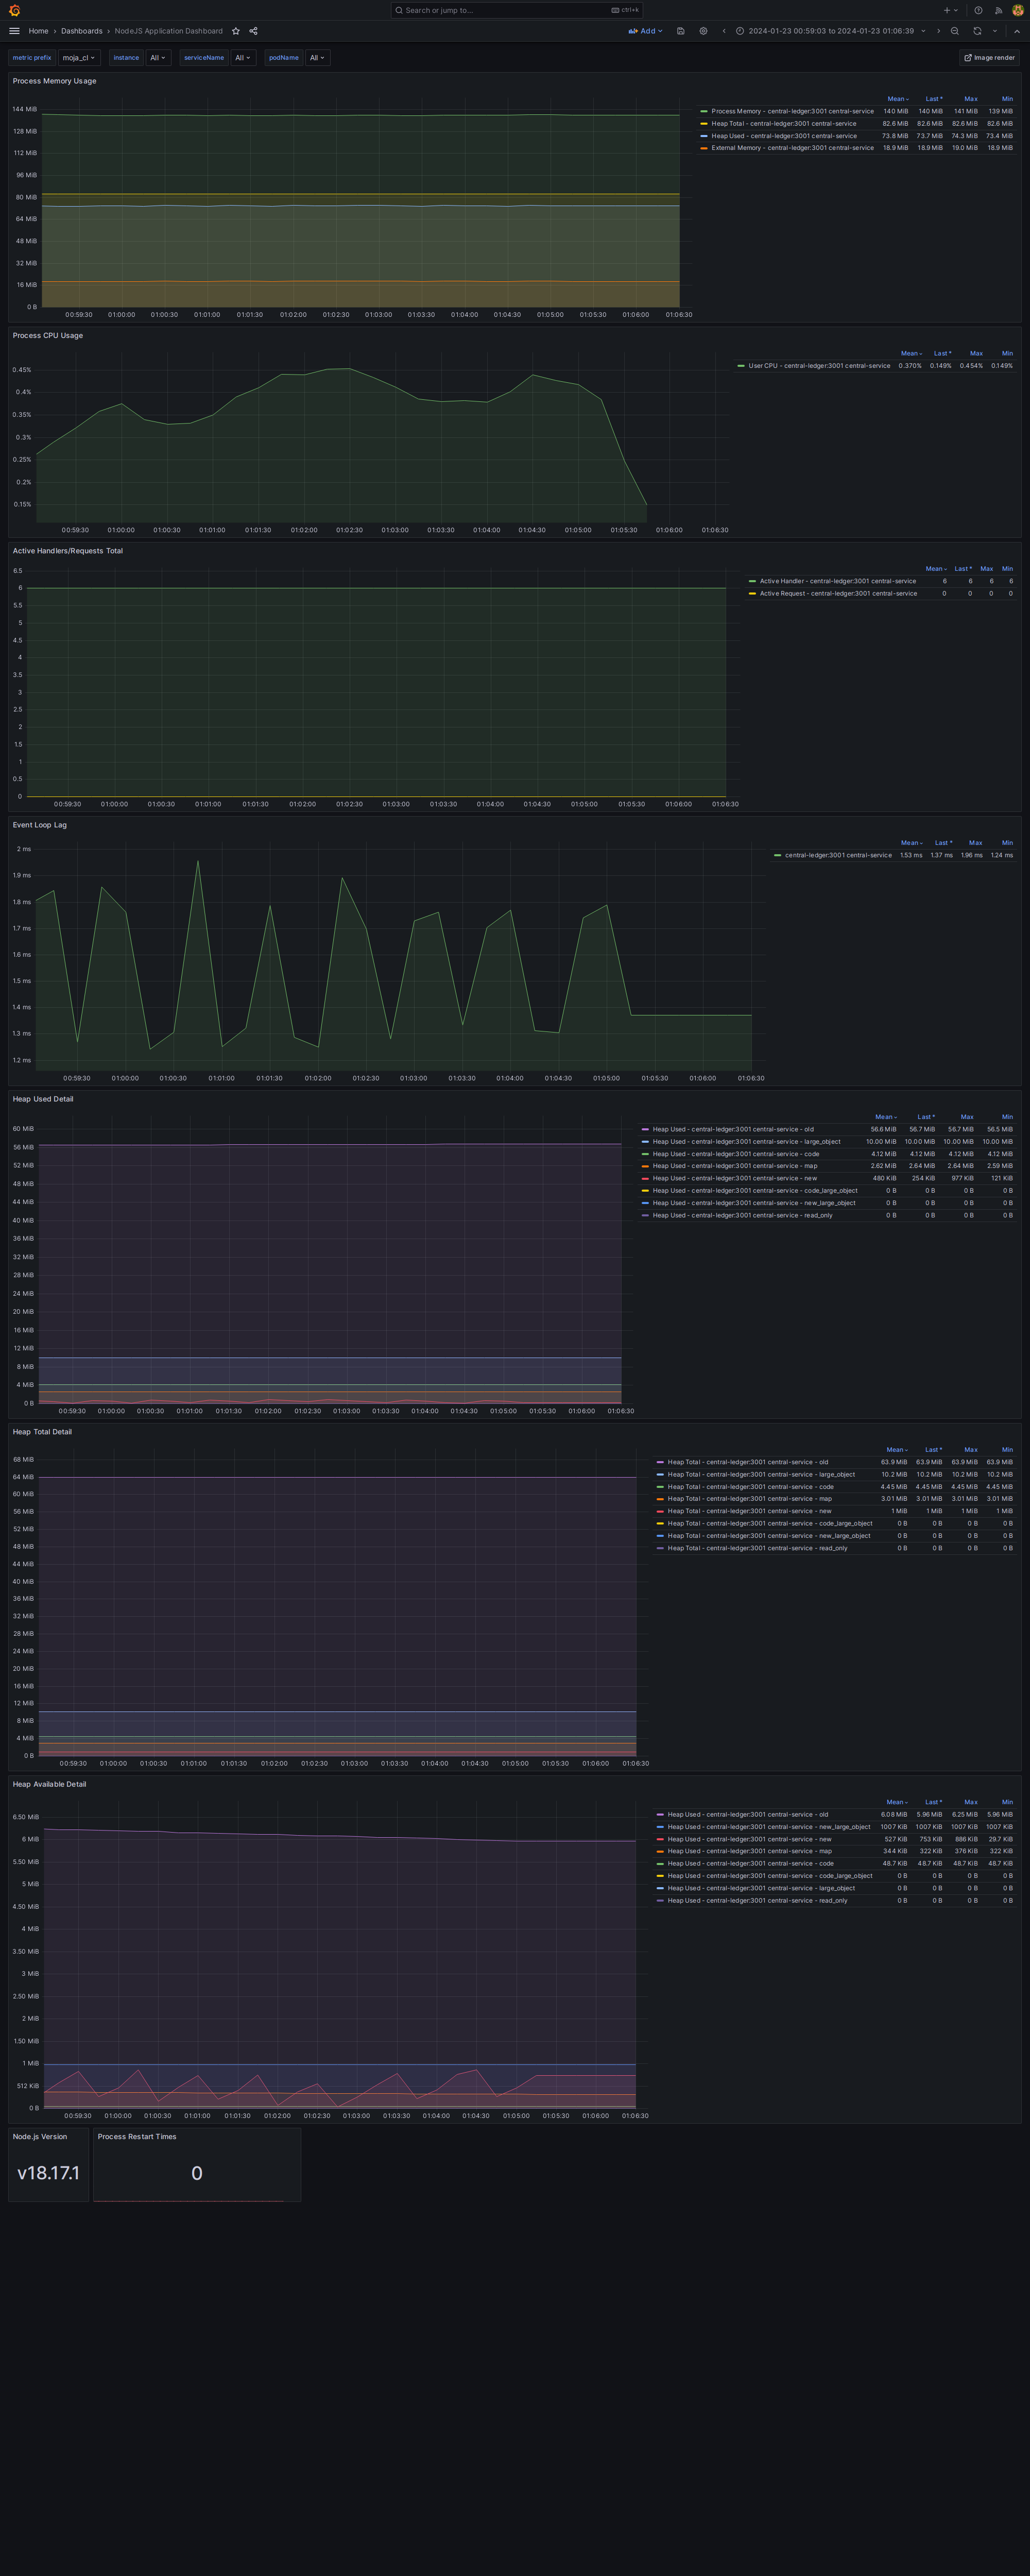 Search or jump to... ctrl+k
Home › Dashboards › NodeJS Application Dashboard Add 2024-01-23 00:59:03 to 2024-01-23 01:06:39
metric prefix moja_cl instance All serviceName All podName All Image render
Process Memory Usage
144 MiB
128 MiB
112 MiB
96 MiB
80 MiB
64 MiB
48 MiB
32 MiB
16 MiB
0 B
00:59:30 01:00:00 01:00:30 01:01:00 01:01:30 01:02:00 01:02:30 01:03:00 01:03:30 01:04:00 01:04:30 01:05:00 01:05:30 01:06:00 01:06:30
Mean Last * Max Min
Process Memory - central-ledger:3001 central-service 140 MiB 140 MiB 141 MiB 139 MiB
Heap Total - central-ledger:3001 central-service 82.6 MiB 82.6 MiB 82.6 MiB 82.6 MiB
Heap Used - central-ledger:3001 central-service 73.8 MiB 73.7 MiB 74.3 MiB 73.4 MiB
External Memory - central-ledger:3001 central-service 18.9 MiB 18.9 MiB 19.0 MiB 18.9 MiB
Process CPU Usage
0.45%
0.4%
0.35%
0.3%
0.25%
0.2%
0.15%
00:59:30 01:00:00 01:00:30 01:01:00 01:01:30 01:02:00 01:02:30 01:03:00 01:03:30 01:04:00 01:04:30 01:05:00 01:05:30 01:06:00 01:06:30
Mean Last * Max Min
User CPU - central-ledger:3001 central-service 0.370% 0.149% 0.454% 0.149%
Active Handlers/Requests Total
6.5
6
5.5
5
4.5
4
3.5
3
2.5
2
1.5
1
0.5
0
00:59:30 01:00:00 01:00:30 01:01:00 01:01:30 01:02:00 01:02:30 01:03:00 01:03:30 01:04:00 01:04:30 01:05:00 01:05:30 01:06:00 01:06:30
Mean Last * Max Min
Active Handler - central-ledger:3001 central-service 6 6 6 6
Active Request - central-ledger:3001 central-service 0 0 0 0
Event Loop Lag
2 ms
1.9 ms
1.8 ms
1.7 ms
1.6 ms
1.5 ms
1.4 ms
1.3 ms
1.2 ms
00:59:30 01:00:00 01:00:30 01:01:00 01:01:30 01:02:00 01:02:30 01:03:00 01:03:30 01:04:00 01:04:30 01:05:00 01:05:30 01:06:00 01:06:30
Mean Last * Max Min
central-ledger:3001 central-service 1.53 ms 1.37 ms 1.96 ms 1.24 ms
Heap Used Detail
60 MiB
56 MiB
52 MiB
48 MiB
44 MiB
40 MiB
36 MiB
32 MiB
28 MiB
24 MiB
20 MiB
16 MiB
12 MiB
8 MiB
4 MiB
0 B
00:59:30 01:00:00 01:00:30 01:01:00 01:01:30 01:02:00 01:02:30 01:03:00 01:03:30 01:04:00 01:04:30 01:05:00 01:05:30 01:06:00 01:06:30
Mean Last * Max Min
Heap Used - central-ledger:3001 central-service - old 56.6 MiB 56.7 MiB 56.7 MiB 56.5 MiB
Heap Used - central-ledger:3001 central-service - large_object 10.00 MiB 10.00 MiB 10.00 MiB 10.00 MiB
Heap Used - central-ledger:3001 central-service - code 4.12 MiB 4.12 MiB 4.12 MiB 4.12 MiB
Heap Used - central-ledger:3001 central-service - map 2.62 MiB 2.64 MiB 2.64 MiB 2.59 MiB
Heap Used - central-ledger:3001 central-service - new 480 KiB 254 KiB 977 KiB 121 KiB
Heap Used - central-ledger:3001 central-service - code_large_object 0 B 0 B 0 B 0 B
Heap Used - central-ledger:3001 central-service - new_large_object 0 B 0 B 0 B 0 B
Heap Used - central-ledger:3001 central-service - read_only 0 B 0 B 0 B 0 B
Heap Total Detail
68 MiB
64 MiB
60 MiB
56 MiB
52 MiB
48 MiB
44 MiB
40 MiB
36 MiB
32 MiB
28 MiB
24 MiB
20 MiB
16 MiB
12 MiB
8 MiB
4 MiB
0 B
00:59:30 01:00:00 01:00:30 01:01:00 01:01:30 01:02:00 01:02:30 01:03:00 01:03:30 01:04:00 01:04:30 01:05:00 01:05:30 01:06:00 01:06:30
Mean Last * Max Min
Heap Total - central-ledger:3001 central-service - old 63.9 MiB 63.9 MiB 63.9 MiB 63.9 MiB
Heap Total - central-ledger:3001 central-service - large_object 10.2 MiB 10.2 MiB 10.2 MiB 10.2 MiB
Heap Total - central-ledger:3001 central-service - code 4.45 MiB 4.45 MiB 4.45 MiB 4.45 MiB
Heap Total - central-ledger:3001 central-service - map 3.01 MiB 3.01 MiB 3.01 MiB 3.01 MiB
Heap Total - central-ledger:3001 central-service - new 1 MiB 1 MiB 1 MiB 1 MiB
Heap Total - central-ledger:3001 central-service - code_large_object 0 B 0 B 0 B 0 B
Heap Total - central-ledger:3001 central-service - new_large_object 0 B 0 B 0 B 0 B
Heap Total - central-ledger:3001 central-service - read_only 0 B 0 B 0 B 0 B
Heap Available Detail
6.50 MiB
6 MiB
5.50 MiB
5 MiB
4.50 MiB
4 MiB
3.50 MiB
3 MiB
2.50 MiB
2 MiB
1.50 MiB
1 MiB
512 KiB
0 B
00:59:30 01:00:00 01:00:30 01:01:00 01:01:30 01:02:00 01:02:30 01:03:00 01:03:30 01:04:00 01:04:30 01:05:00 01:05:30 01:06:00 01:06:30
Mean Last * Max Min
Heap Used - central-ledger:3001 central-service - old 6.08 MiB 5.96 MiB 6.25 MiB 5.96 MiB
Heap Used - central-ledger:3001 central-service - new_large_object 1007 KiB 1007 KiB 1007 KiB 1007 KiB
Heap Used - central-ledger:3001 central-service - new 527 KiB 753 KiB 886 KiB 29.7 KiB
Heap Used - central-ledger:3001 central-service - map 344 KiB 322 KiB 376 KiB 322 KiB
Heap Used - central-ledger:3001 central-service - code 48.7 KiB 48.7 KiB 48.7 KiB 48.7 KiB
Heap Used - central-ledger:3001 central-service - code_large_object 0 B 0 B 0 B 0 B
Heap Used - central-ledger:3001 central-service - large_object 0 B 0 B 0 B 0 B
Heap Used - central-ledger:3001 central-service - read_only 0 B 0 B 0 B 0 B
Node.js Version Process Restart Times
v18.17.1 0